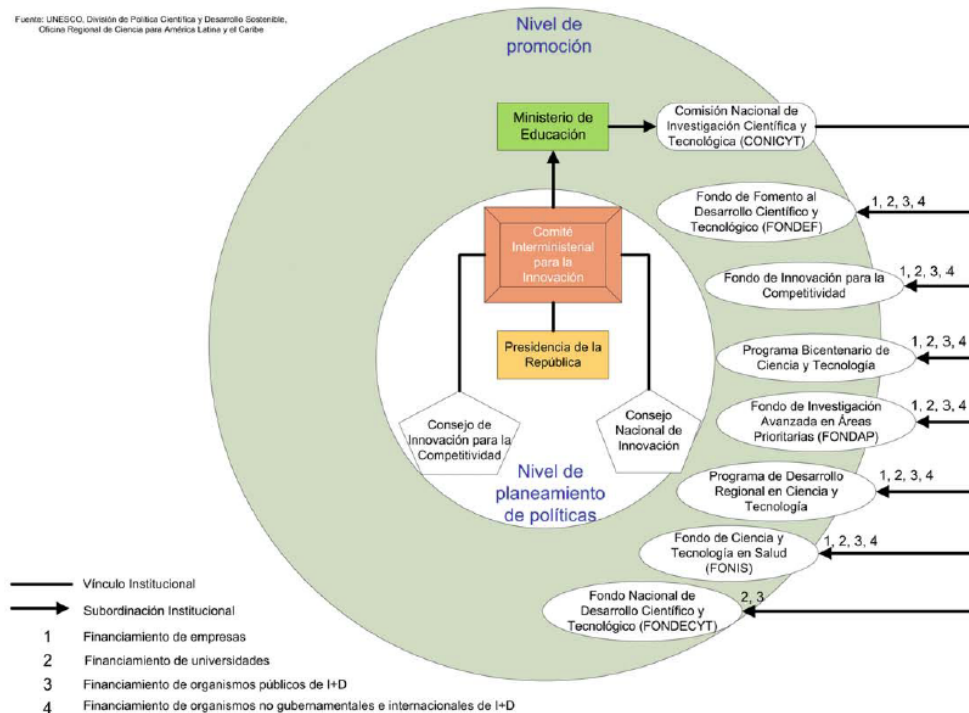 Fuente: UNESCO, División de Política Científica y Desarrollo Sostenible,
Oficina Regional de Ciencia para América Latina y el Caribe
Nivel de
promoción
Ministerio de
Educación
Comisión Nacional de
Investigación Científica y
Tecnológica (CONICYT)
Fondo de Fomento al
Desarrollo Científico y
Tecnológico (FONDEF)
1, 2, 3, 4
Comité
Interministerial
para la
Innovación
Fondo de Innovación para la
Competitividad
1, 2, 3, 4
Presidencia de la
República
Programa Bicentenario de
Ciencia y Tecnología
1, 2, 3, 4
Consejo de
Innovación para la
Competitividad
Consejo
Nacional de
Innovación
Fondo de Investigación
Avanzada en Áreas
Prioritarias (FONDAP)
1, 2, 3, 4
Nivel de
planeamiento
de políticas
Programa de Desarrollo
Regional en Ciencia y
Tecnología
1, 2, 3, 4
Fondo de Ciencia y
Tecnología en Salud
(FONIS)
1, 2, 3, 4
Fondo Nacional de
Desarrollo Científico y
Tecnológico (FONDECYT)
2, 3
Vínculo Institucional
Subordinación Institucional
1 Financiamiento de empresas
2 Financiamiento de universidades
3 Financiamiento de organismos públicos de I+D
4 Financiamiento de organismos no gubernamentales e internacionales de I+D